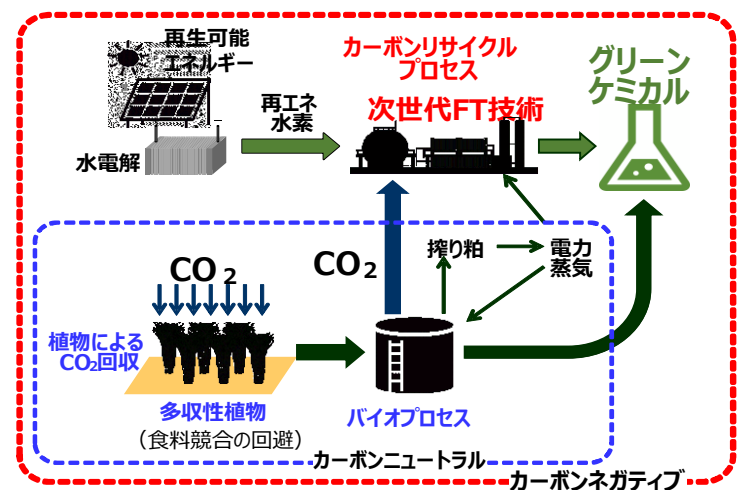 再生可能
エネルギー
カーボンリサイクル
プロセス
グリーン
ケミカル
再エネ
水素
次世代FT技術
水電解
CO₂
CO₂
搾り粕
電力
蒸気
植物による
CO₂回収
多収性植物
（食料競合の回避）
バイオプロセス
カーボンニュートラル
カーボンネガティブ